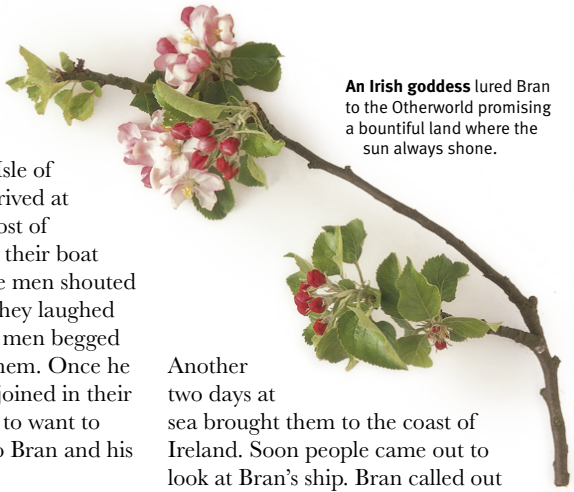 An Irish goddess lured Bran
to the Otherworld promising
a bountiful land where the
sun always shone.
Isle of
rived at
ost of
their boat
e men shouted
hey laughed
men begged
hem. Once he
joined in their
to want to
o Bran and his
Another
two days at
sea brought them to the coast of
Ireland. Soon people came out to
look at Bran’s ship. Bran called out